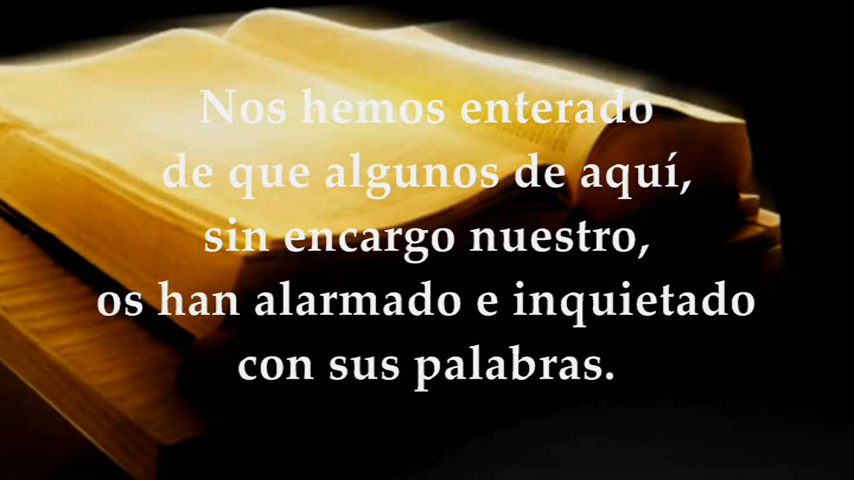 Nos hemos enterado
de que algunos de aquí,
sin encargo nuestro,
os han alarmado e inquietado
con sus palabras.